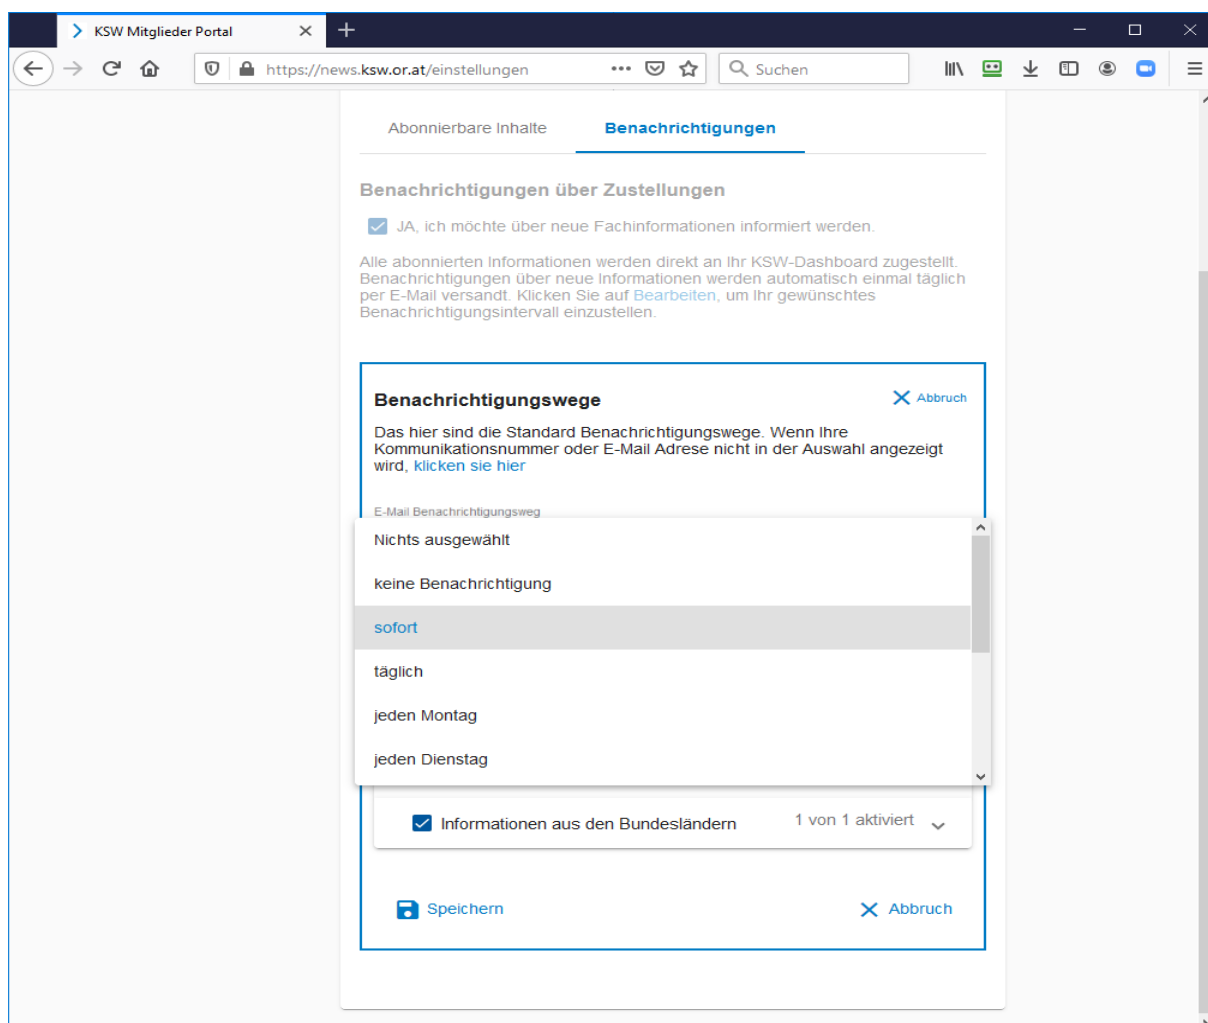 KSW Mitglieder Portal
https://news.ksw.or.at/einstellungen
Suchen
Abonnierbare Inhalte
Benachrichtigungen
Benachrichtigungen über Zustellungen
JA, ich möchte über neue Fachinformationen informiert werden.
Alle abonnierten Informationen werden direkt an Ihr KSW-Dashboard zugestellt.
Benachrichtigungen über neue Informationen werden automatisch einmal täglich
per E-Mail versandt. Klicken Sie auf Bearbeiten, um Ihr gewünschtes
Benachrichtigungsintervall einzustellen.
Benachrichtigungswege
Abbruch
Das hier sind die Standard Benachrichtigungswege. Wenn Ihre
Kommunikationsnummer oder E-Mail Adrese nicht in der Auswahl angezeigt
wird, klicken sie hier
E-Mail Benachrichtigungsweg
Nichts ausgewählt
keine Benachrichtigung
sofort
täglich
jeden Montag
jeden Dienstag
Informationen aus den Bundesländern
1 von 1 aktiviert
Speichern
Abbruch